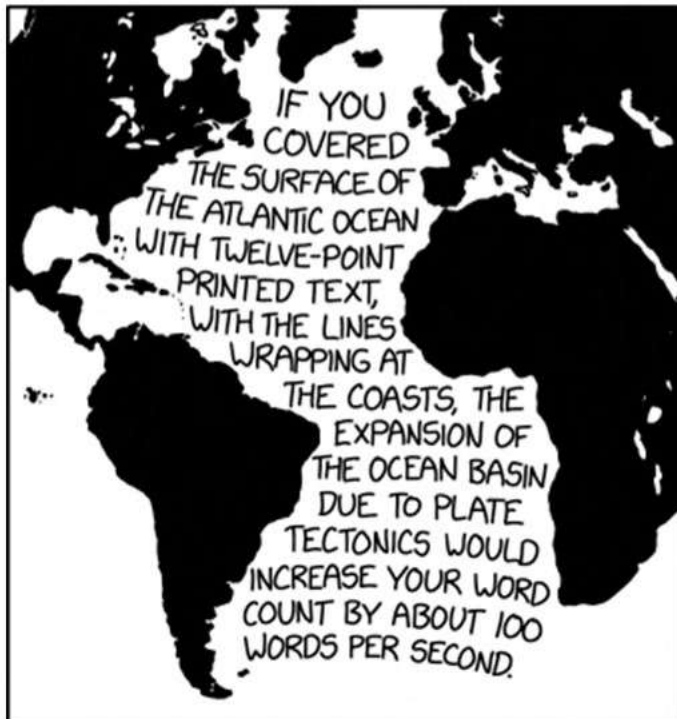 IF YOU
COVERED
THE SURFACE OF
THE ATLANTIC OCEAN
WITH TWELVE-POINT
PRINTED TEXT,
WITH THE LINES
WRAPPING AT
THE COASTS, THE
EXPANSION OF
THE OCEAN BASIN
DUE TO PLATE
TECTONICS WOULD
INCREASE YOUR WORD
COUNT BY ABOUT 100
WORDS PER SECOND.